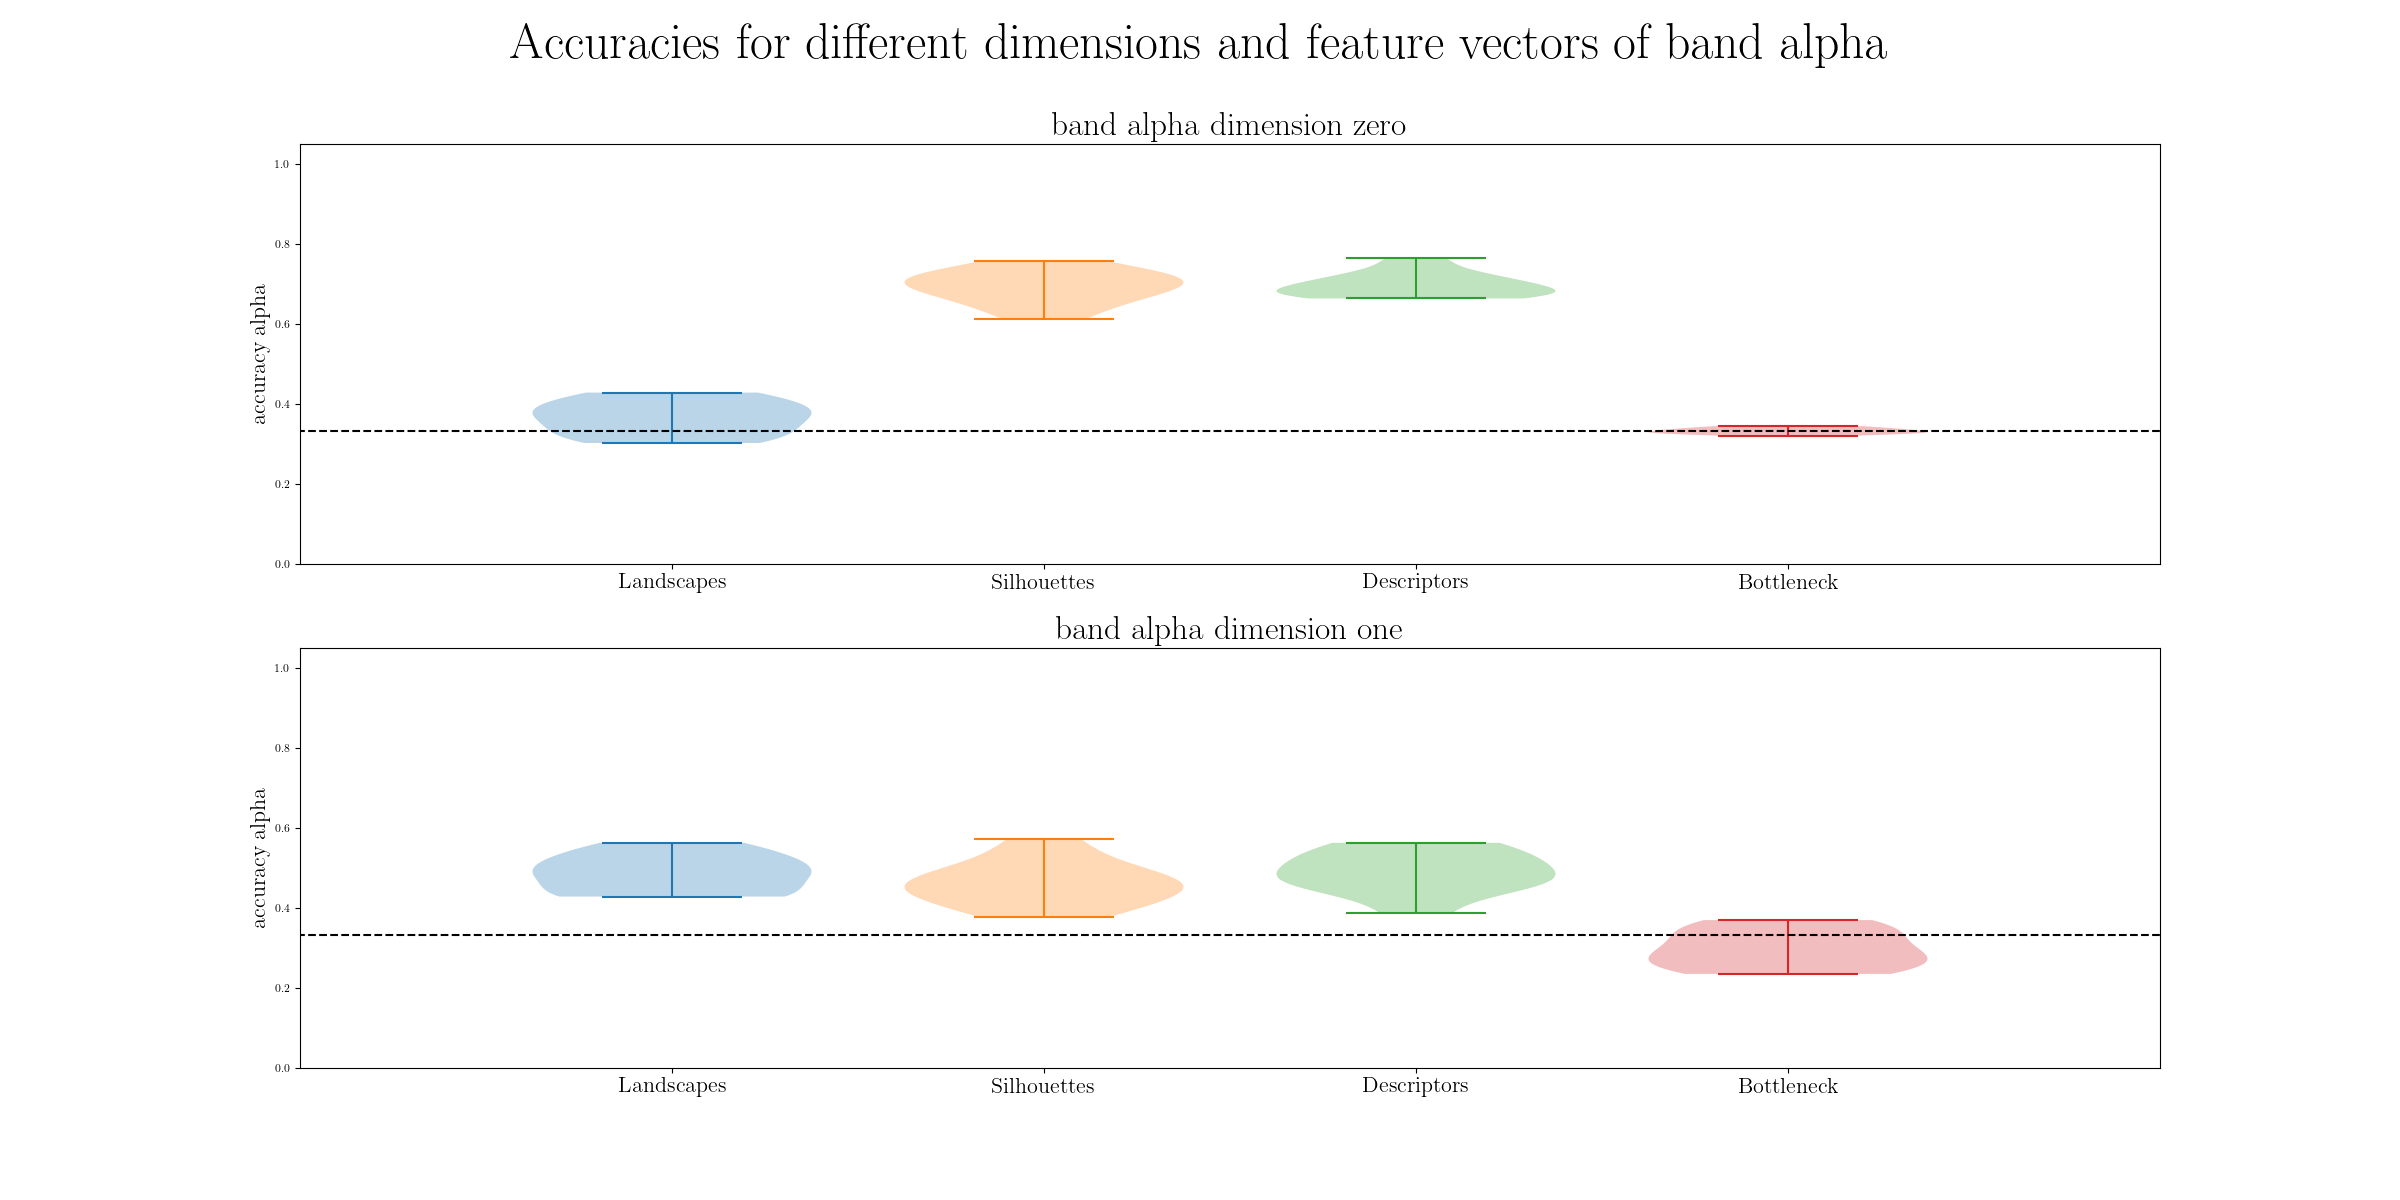 Accuracies for different dimensions and feature vectors of band alpha
band alpha dimension zero
1.0
0.8
0.6
0.4
0.2
0.0
accuracy alpha
Landscapes Silhouettes Descriptors Bottleneck
band alpha dimension one
1.0
0.8
0.6
0.4
0.2
0.0
accuracy alpha
Landscapes Silhouettes Descriptors Bottleneck